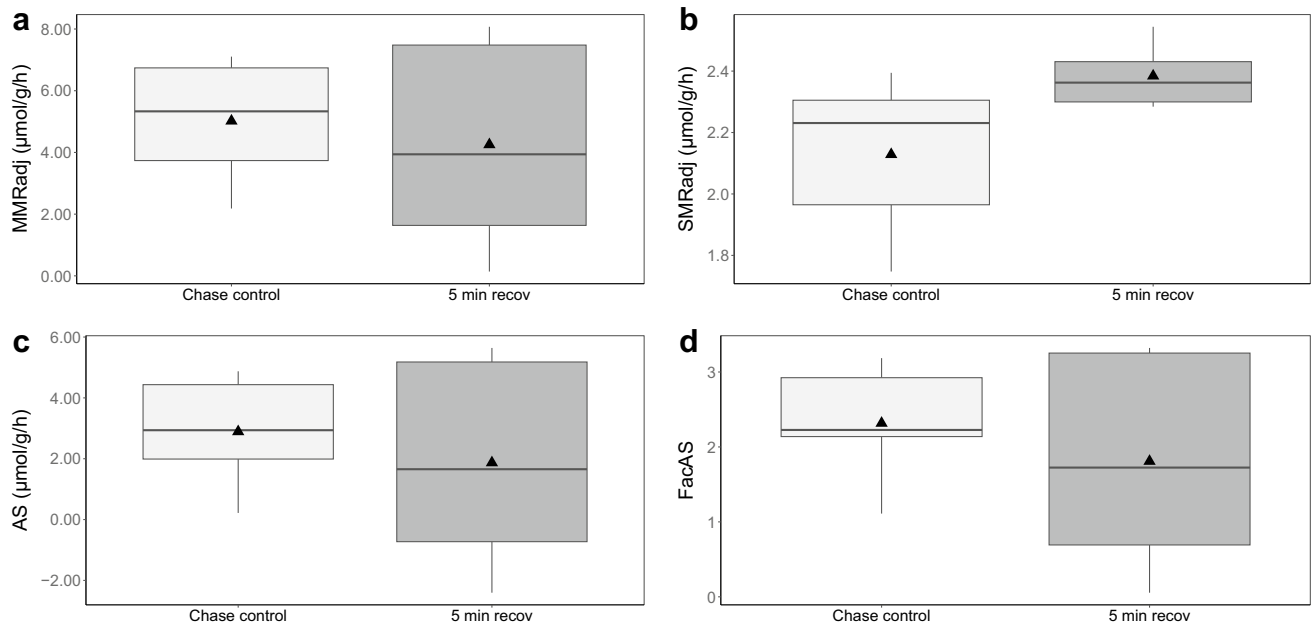 a
MMRadj (μmol/g/h)
8.00
6.00
4.00
2.00
0.00
Chase control
5 min recov
b
SMRadj (μmol/g/h)
2.4
2.2
2.0
1.8
Chase control
5 min recov
c
AS (μmol/g/h)
6.00
4.00
2.00
0.00
−2.00
Chase control
5 min recov
d
FacAS
3
2
1
0
Chase control
5 min recov